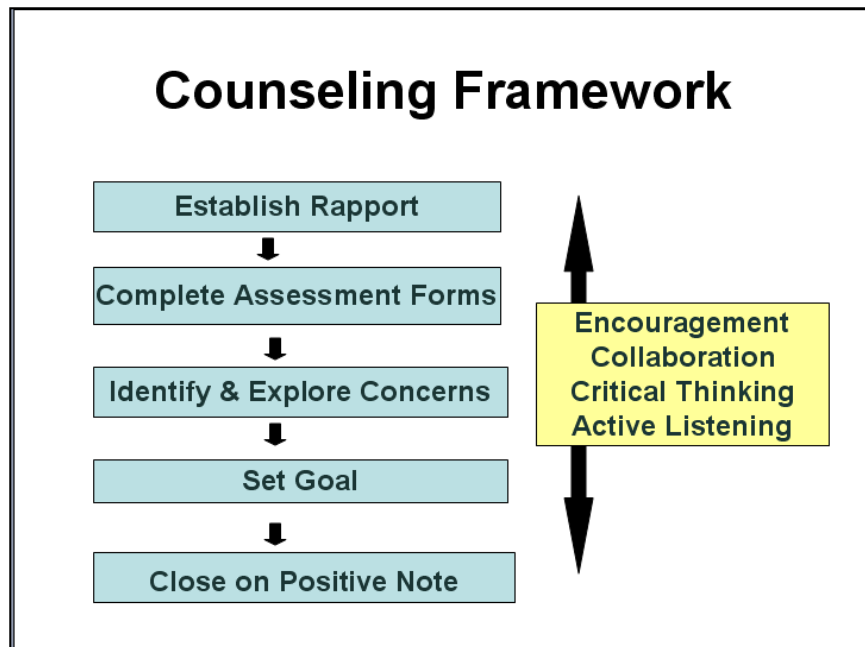 Counseling Framework
Establish Rapport
Complete Assessment Forms
Identify & Explore Concerns
Set Goal
Close on Positive Note
Encouragement
Collaboration
Critical Thinking
Active Listening